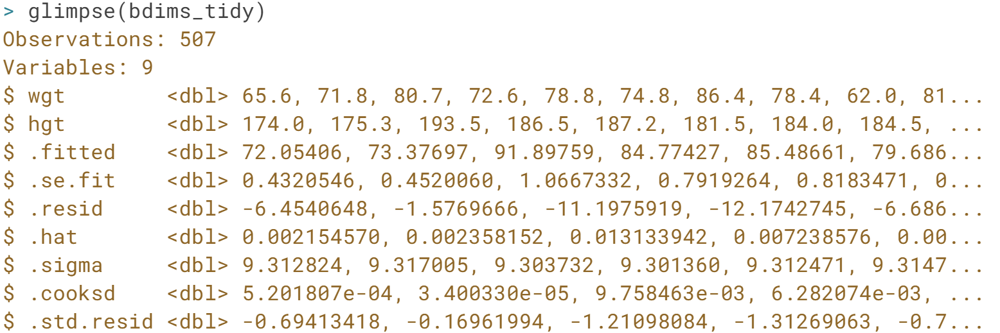 > glimpse(bdims_tidy)
Observations: 507
Variables: 9
$ wgt        <dbl> 65.6, 71.8, 80.7, 72.6, 78.8, 74.8, 86.4, 78.4, 62.0, 81...
$ hgt        <dbl> 174.0, 175.3, 193.5, 186.5, 187.2, 181.5, 184.0, 184.5, ...
$ .fitted    <dbl> 72.05406, 73.37697, 91.89759, 84.77427, 85.48661, 79.686...
$ .se.fit    <dbl> 0.4320546, 0.4520060, 1.0667332, 0.7919264, 0.8183471, 0...
$ .resid     <dbl> -6.4540648, -1.5769666, -11.1975919, -12.1742745, -6.686...
$ .hat       <dbl> 0.002154570, 0.002358152, 0.013133942, 0.007238576, 0.00...
$ .sigma     <dbl> 9.312824, 9.317005, 9.303732, 9.301360, 9.312471, 9.3147...
$ .cooksd    <dbl> 5.201807e-04, 3.400330e-05, 9.758463e-03, 6.282074e-03, ...
$ .std.resid <dbl> -0.69413418, -0.16961994, -1.21098084, -1.31269063, -0.7...